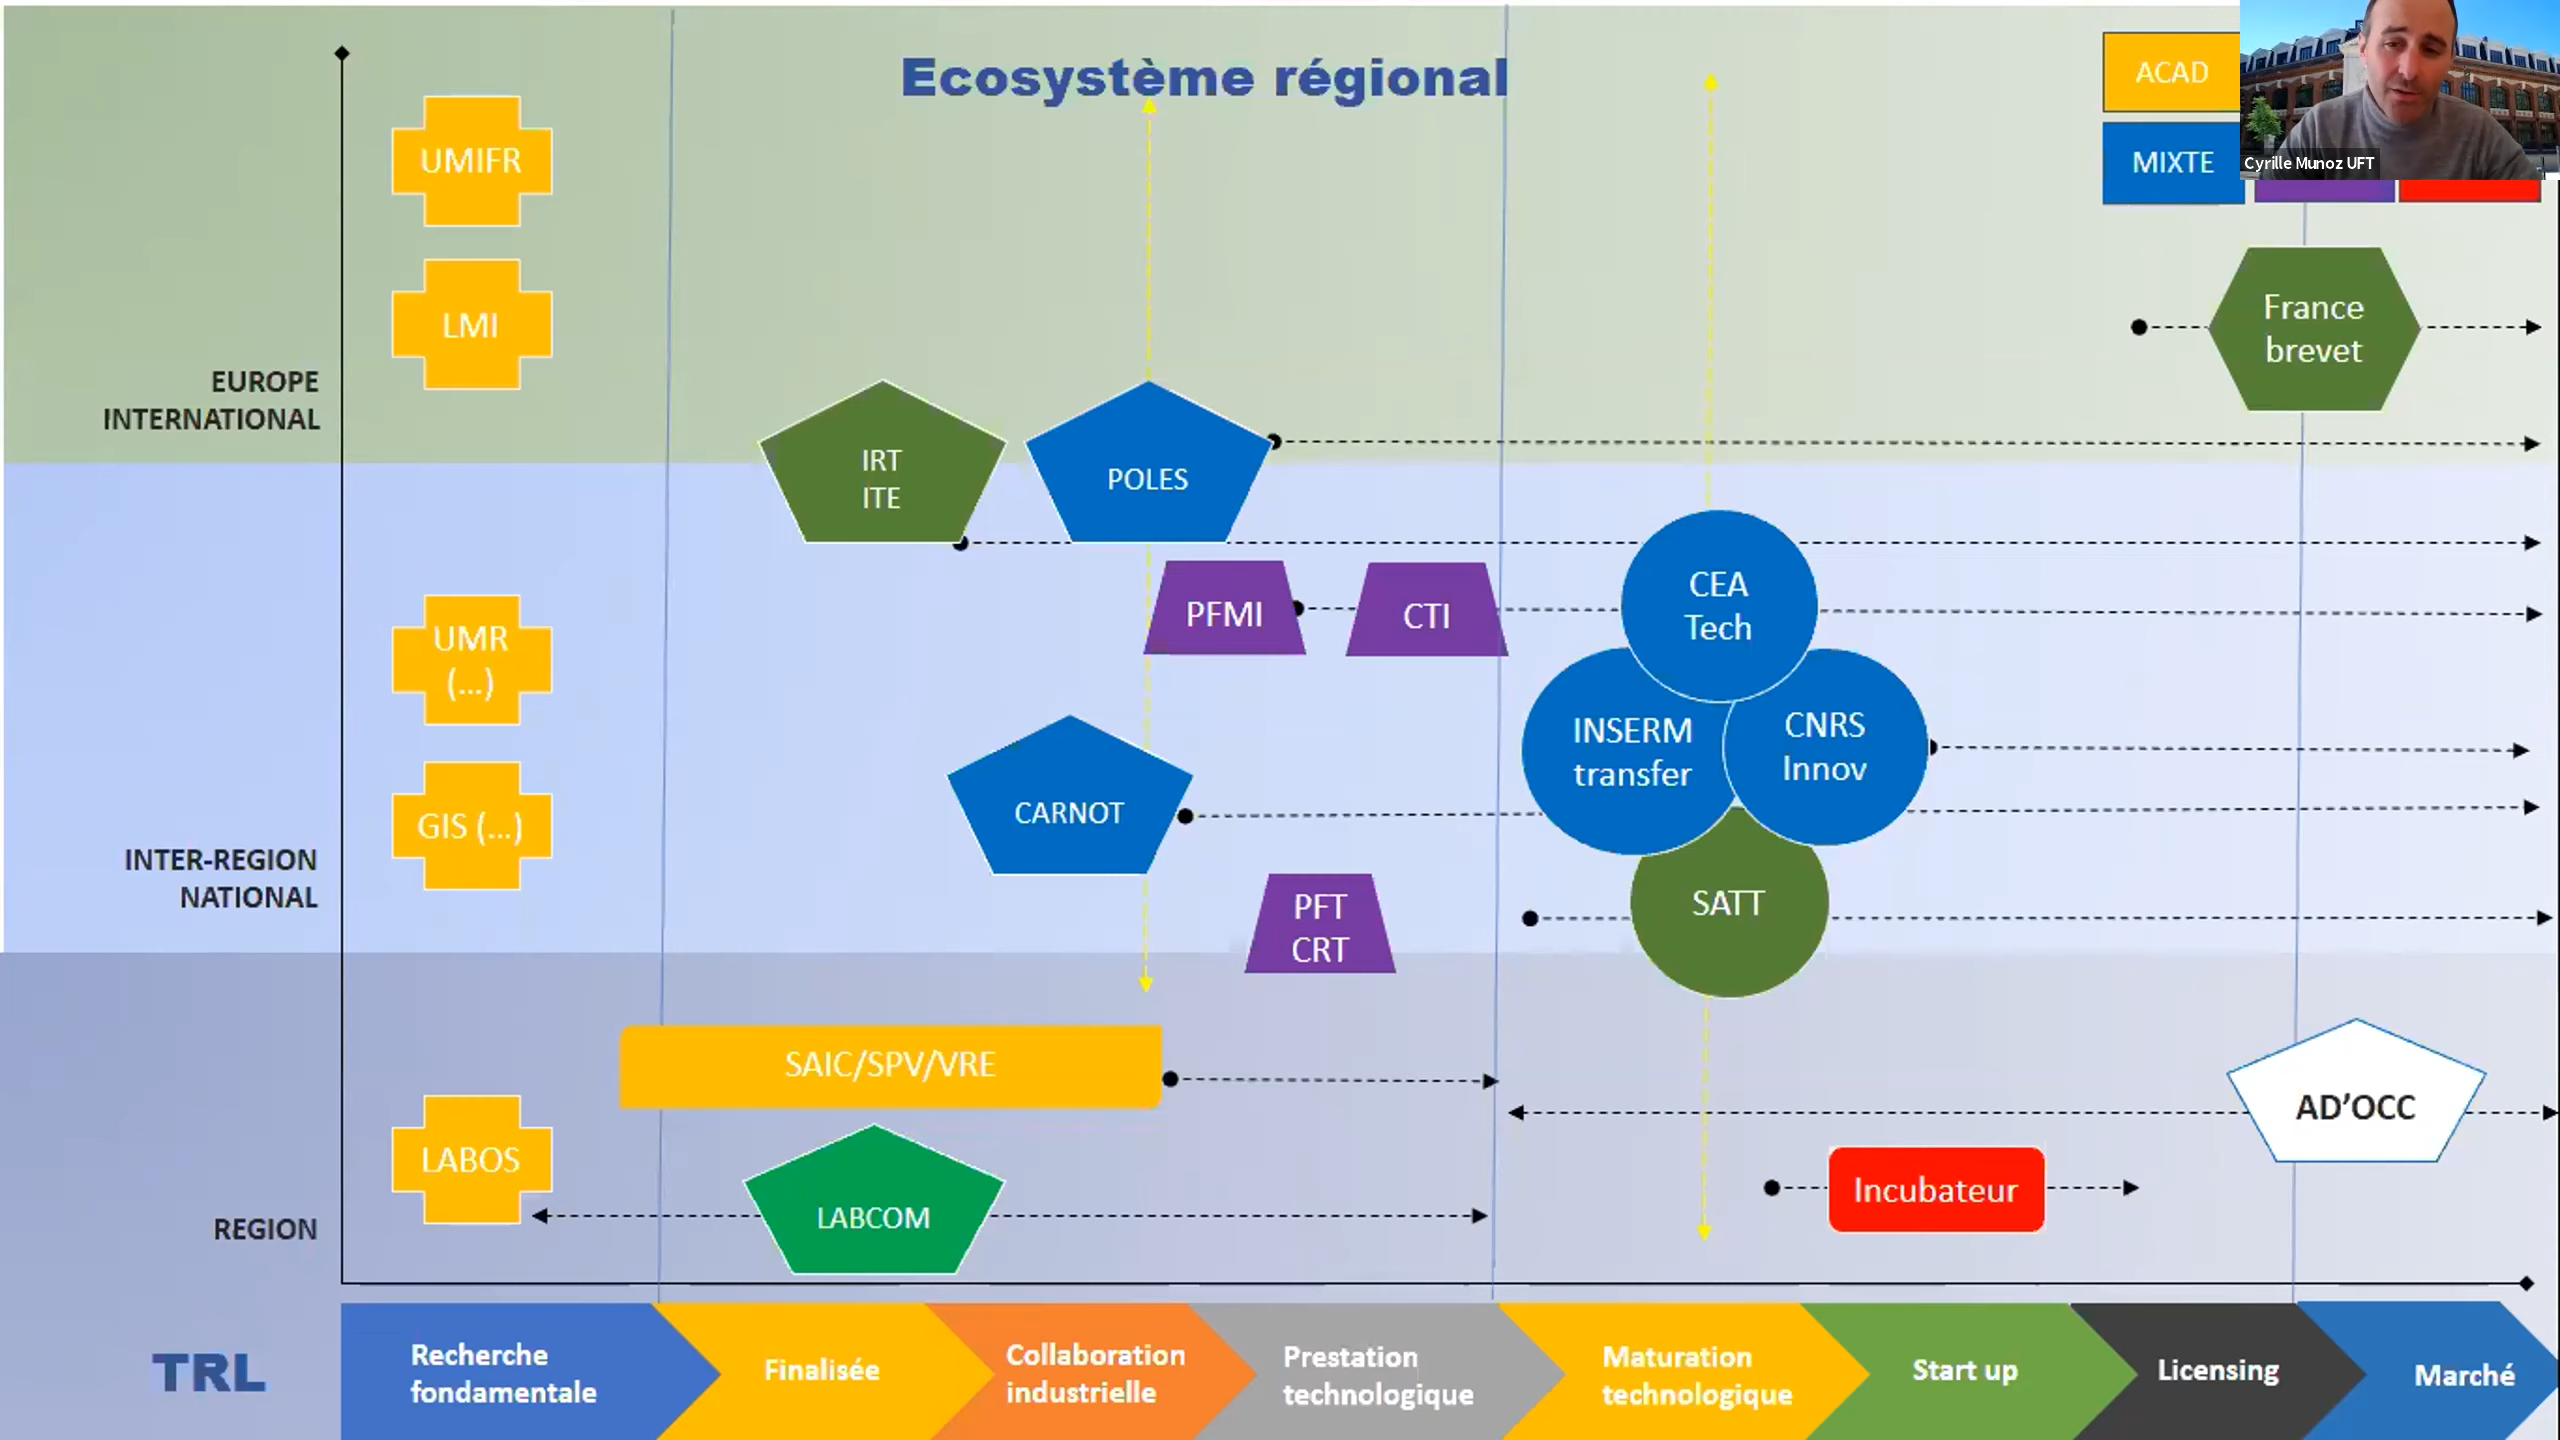 Ecosystème régional
ACAD
MIXTE
Cyrille Munoz UFT
UMIFR
LMI
France
brevet
EUROPE
INTERNATIONAL
IRT
ITE
POLES
PFMI
CTI
CEA
Tech
UMR
(...)
INSERM
transfer
CNRS
Innov
CARNOT
GIS (...)
INTER-REGION
NATIONAL
PFT
CRT
SATT
SAIC/SPV/VRE
AD’OCC
LABOS
Incubateur
LABCOM
REGION
TRL
Recherche
fondamentale
Finalisée
Collaboration
industrielle
Prestation
technologique
Maturation
technologique
Start up
Licensing
Marché